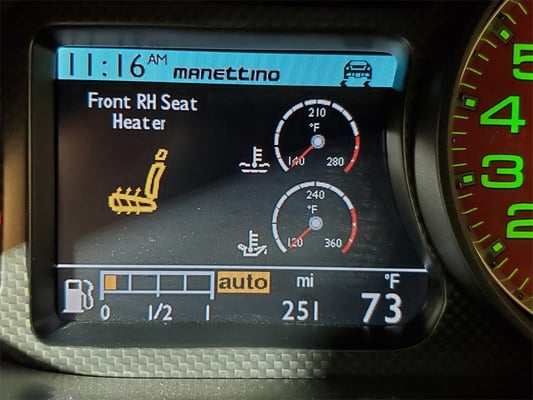 11:16 AM MANETTINO
Front RH Seat
Heater
210
°F
140 280
240
°F
120 360
auto mi °F
0 1/2 1 251 73
5
4
3
2